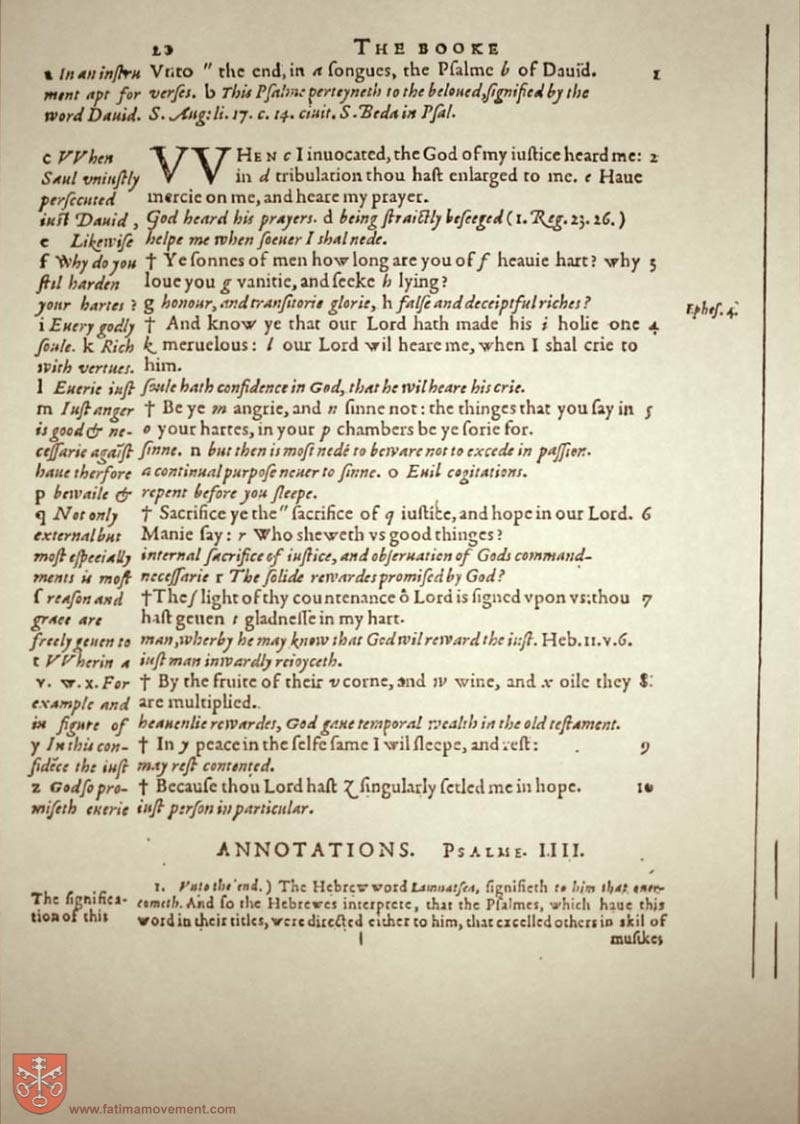 20 THE BOOKE
a In an instru Vnto " the end, in a songues, the Psalme b of Dauid. 1
ment apt for verses. b This Psalme perteyneth to the beloued, signified by the
word Dauid. S. Aug: li. 17. c. 14. ciuit. S. Beda in Psal.
c VVhen VVHEN c I inuocated, the God of my iustice heard me: 2
Saul vniustly in d tribulation thou hast enlarged to me. e Haue
persecuted mercie on me, and heare my prayer.
iust Dauid, God heard his prayers. d being straictly beseeged (1. Reg. 23. 26.)
e Likewise helpe me when soeuer I shal nede.
f Why do you † Ye sonnes of men how long are you of f heauie hart? why 3
stil harden loue you g vanitie, and seeke h lying?
your hartes? g honour, and transitorie glorie, h false and deceiptful riches?
Ephes. 4.
i Euery godly † And know ye that our Lord hath made his i holie one 4
soule. k Rich k meruelous: l our Lord wil heare me, when I shal crie to
with vertues. him.
l Euerie iust soule hath confidence in God, that he wil heare his crie.
m Iust anger † Be ye m angrie, and n sinne not: the thinges that you say in 5
is good & ne- o your hartes, in your p chambers be ye sorie for.
cessarie agaīst sinne. n but then is most nedé to beware not to excede in passion.
haue therfore a continual purpose neuer to sinne. o Euil cogitations.
p bewaile & repent before you sleepe.
q Not only † Sacrifice ye the " sacrifice of q iustice, and hope in our Lord. 6
external but Manie say: r Who sheweth vs good thinges?
most especially internal sacrifice of iustice, and obseruation of Gods command-
ments is most necessarie r The solide rewardes promised by God?
s reason and † The s light of thy countenance ô Lord is signed vpon vs: thou 7
grace are hast geuen t gladnesse in my hart.
freely geuen to man, wherby he may know that God wil reward the iust. Heb. 11. v. 6.
t VVherin a iust man inwardly reioyceth.
v. w. x. For † By the fruite of their v corne, and w wine, and x oile they 8
example and are multiplied.
in figure of heauenlie rewardes, God gaue temporal wealth in the old testament.
y In this con- † In y peace in the selfe same I wil sleepe, and rest: 9
fidēce the iust may rest contented.
z God so pro- † Because thou Lord hast z singularly setled me in hope. 10
miseth euerie iust person in particular.
ANNOTATIONS. PSALME. IIII.
1. Vnto the end.) The Hebrew word Lamnatsea, signifieth to him that ouer-
The significa- cometh. And so the Hebrewes interprete, that the Psalmes, which haue this
tion of this word in their titles, were directed either to him, that excelled others in skil of
musikes
www.fatimamovement.com